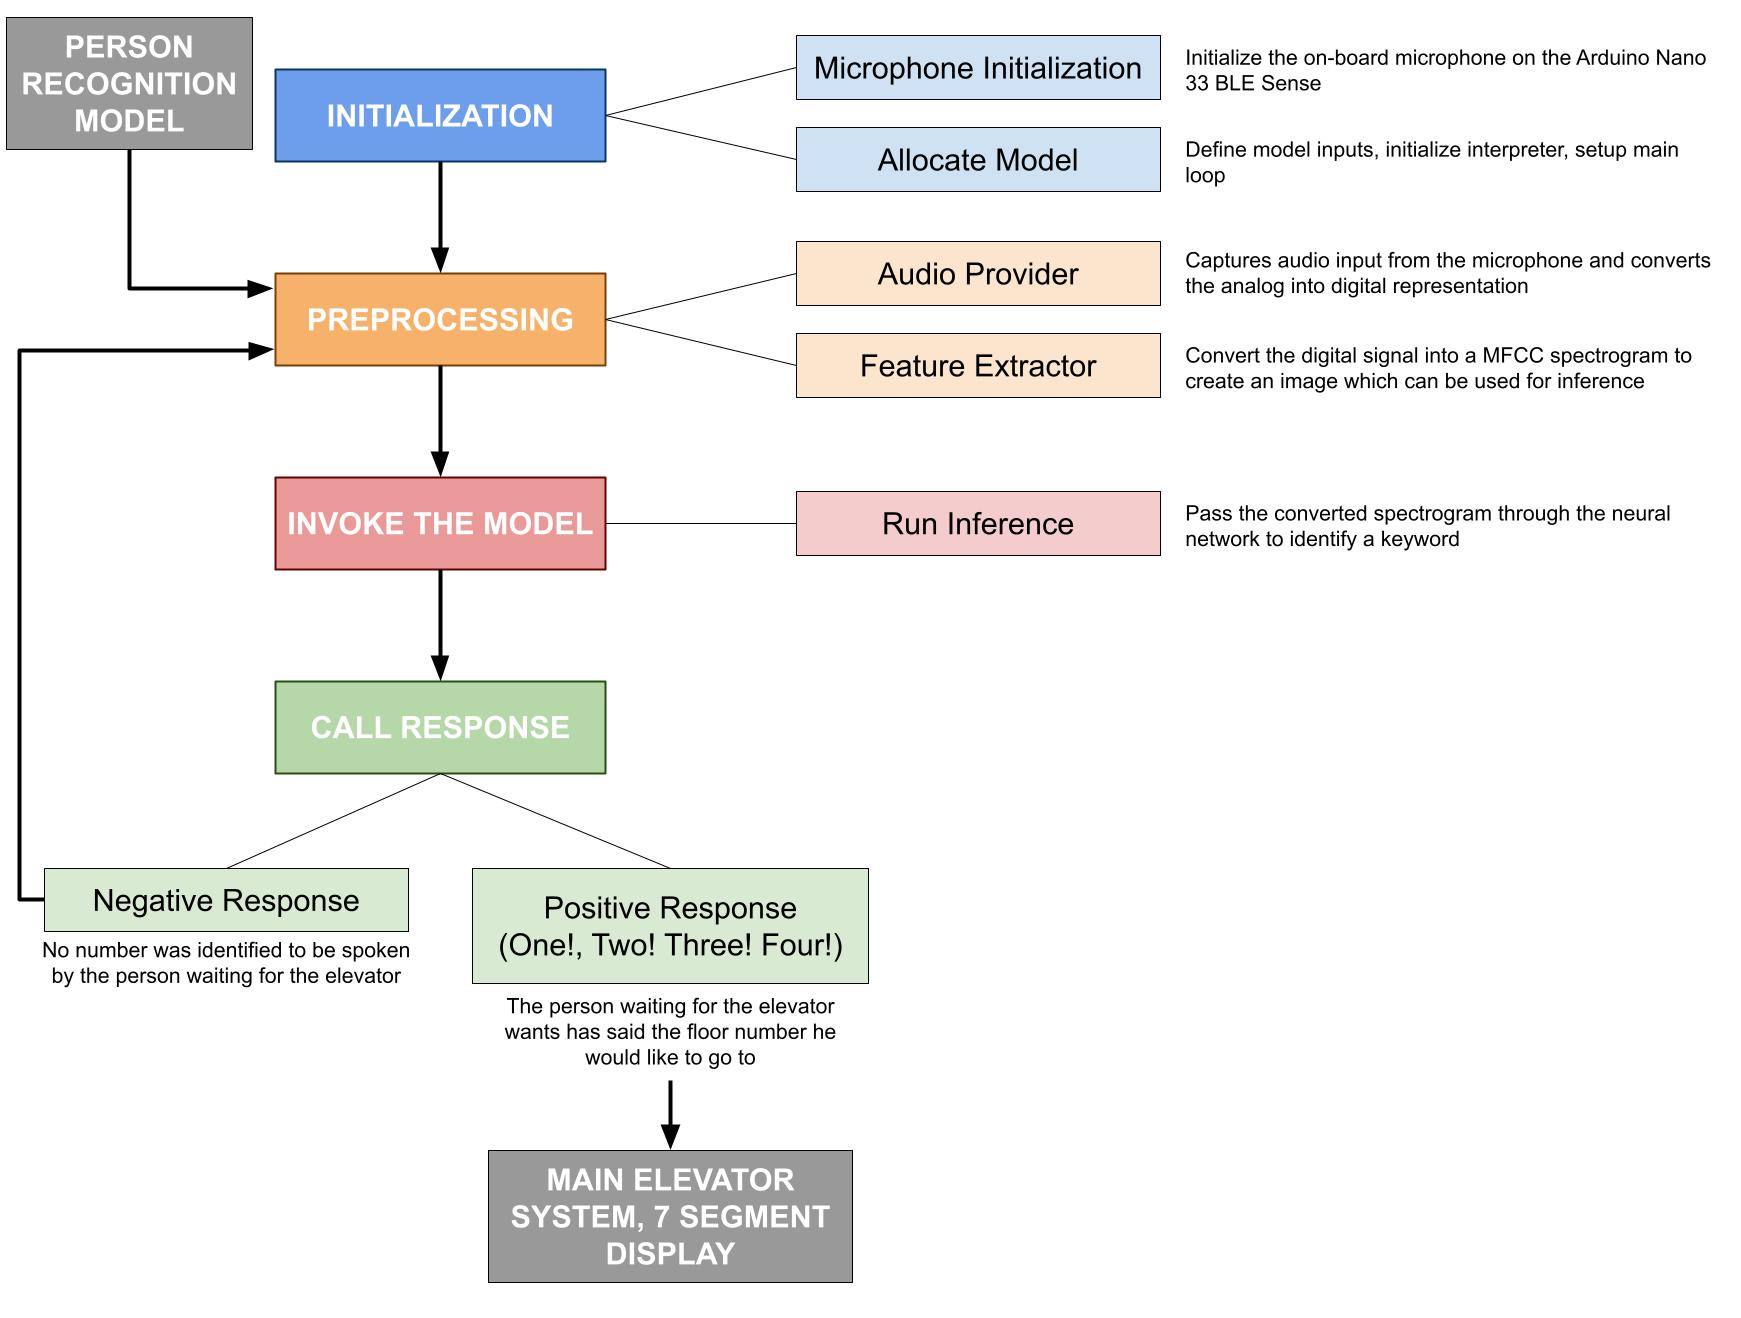 PERSON
RECOGNITION
MODEL
INITIALIZATION
Microphone Initialization
Initialize the on-board microphone on the Arduino Nano
33 BLE Sense
Allocate Model
Define model inputs, initialize interpreter, setup main
loop
PREPROCESSING
Audio Provider
Captures audio input from the microphone and converts
the analog into digital representation
Feature Extractor
Convert the digital signal into a MFCC spectrogram to
create an image which can be used for inference
INVOKE THE MODEL
Run Inference
Pass the converted spectrogram through the neural
network to identify a keyword
CALL RESPONSE
Negative Response
No number was identified to be spoken
by the person waiting for the elevator
Positive Response
(One!, Two! Three! Four!)
The person waiting for the elevator
wants has said the floor number he
would like to go to
MAIN ELEVATOR
SYSTEM, 7 SEGMENT
DISPLAY